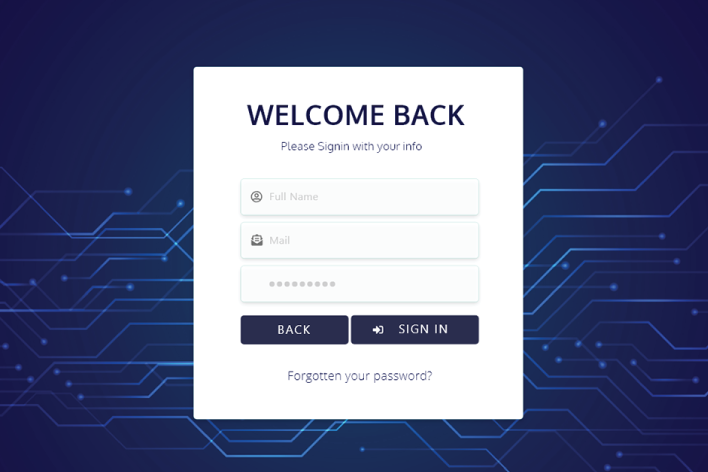 WELCOME BACK
Please Signin with your info
Full Name
Mail
BACK
SIGN IN
Forgotten your password?